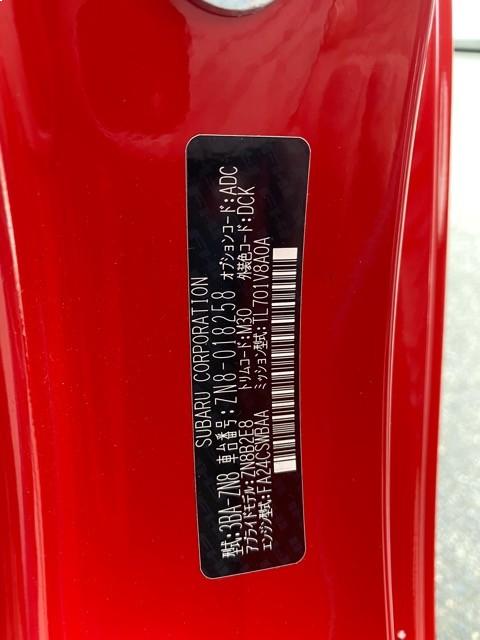 SUBARU CORPORATION
型式:3BA-ZN8 車台番号:ZN8-018258
アプライドモデル:ZN8B2E8 トリムコード:M30 オプションコード:ADC
エンジン型式:FA24CSWBAA ミッション型式:TL701V8A0A 外装色コード:DCK